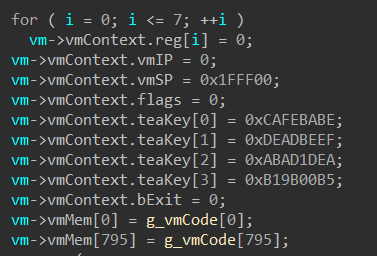 for ( i = 0; i <= 7; ++i )
  vm->vmContext.reg[i] = 0;
vm->vmContext.vmIP = 0;
vm->vmContext.vmSP = 0x1FFF00;
vm->vmContext.flags = 0;
vm->vmContext.teaKey[0] = 0xCAFEBABE;
vm->vmContext.teaKey[1] = 0xDEADBEEF;
vm->vmContext.teaKey[2] = 0xABAD1DEA;
vm->vmContext.teaKey[3] = 0xB19B00B5;
vm->vmContext.bExit = 0;
vm->vmMem[0] = g_vmCode[0];
vm->vmMem[795] = g_vmCode[795];